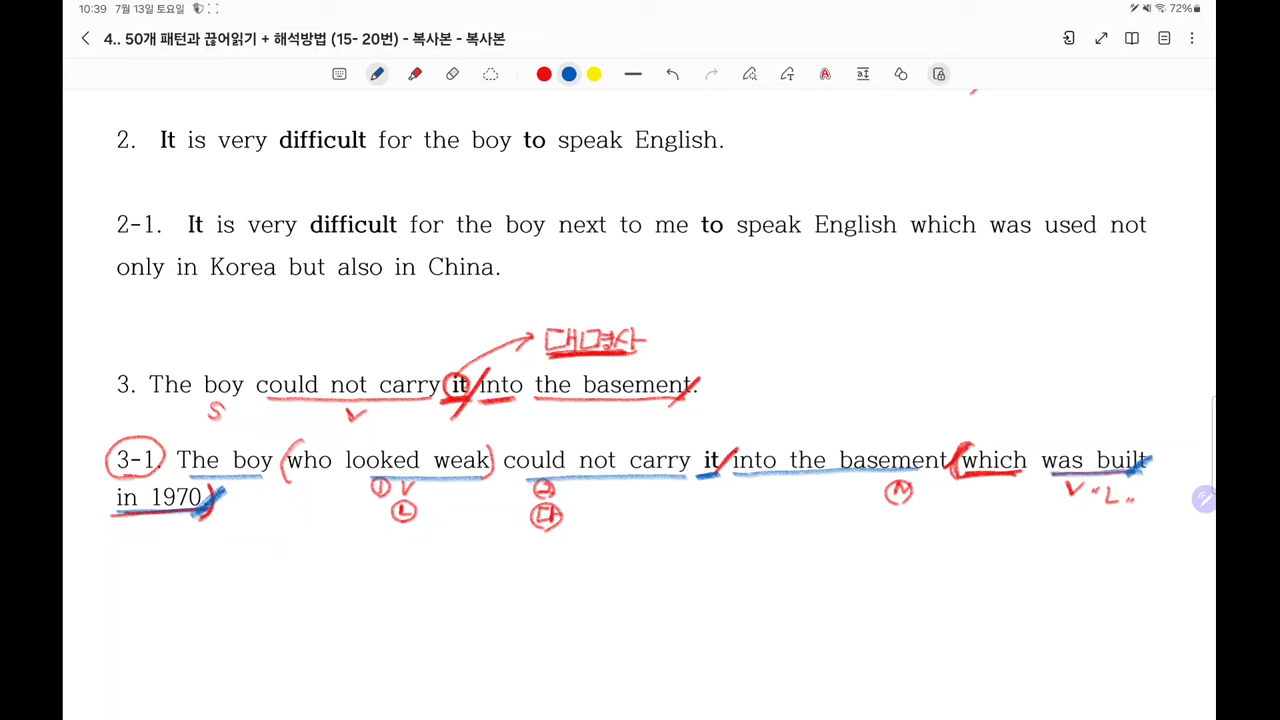 10:39 7월 13일 토요일 72%
4.. 50개 패턴과 끊어읽기 + 해석방법 (15- 20번) - 복사본 - 복사본
2. It is very difficult for the boy to speak English.
2-1. It is very difficult for the boy next to me to speak English which was used not
only in Korea but also in China.
대명사
3. The boy could not carry it into the basement.
S V
3-1. The boy who looked weak could not carry it into the basement which was built
① V ② N V "L"
L 다
in 1970.